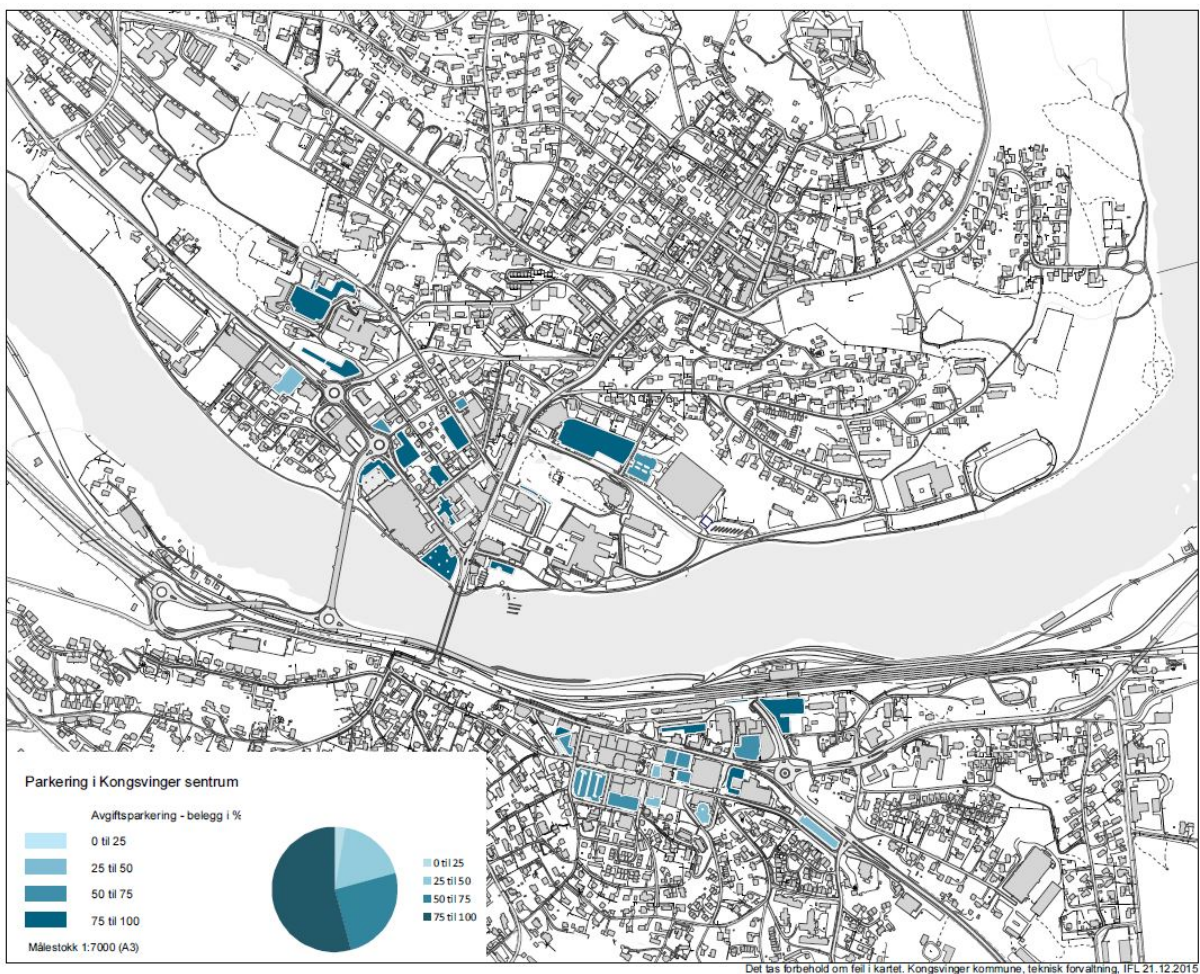 Parkering i Kongsvinger sentrum
Avgiftsparkering - belegg i %
0 til 25
25 til 50
50 til 75
75 til 100
Målestokk 1:7000 (A3)
0 til 25
25 til 50
50 til 75
75 til 100
Det tas forbehold om feil i kartet. Kongsvinger kommune, teknisk forvaltning, IFL 21.12.2015